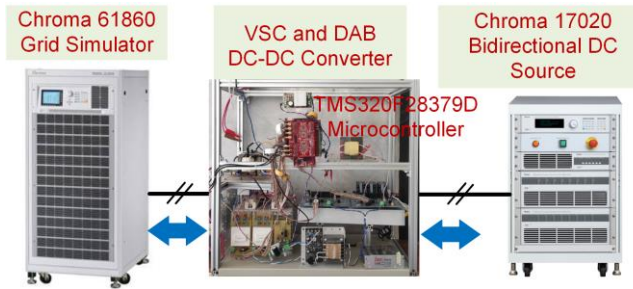 Chroma 61860
Grid Simulator
VSC and DAB
DC-DC Converter
Chroma 17020
Bidirectional DC
Source
TMS320F28379D
Microcontroller